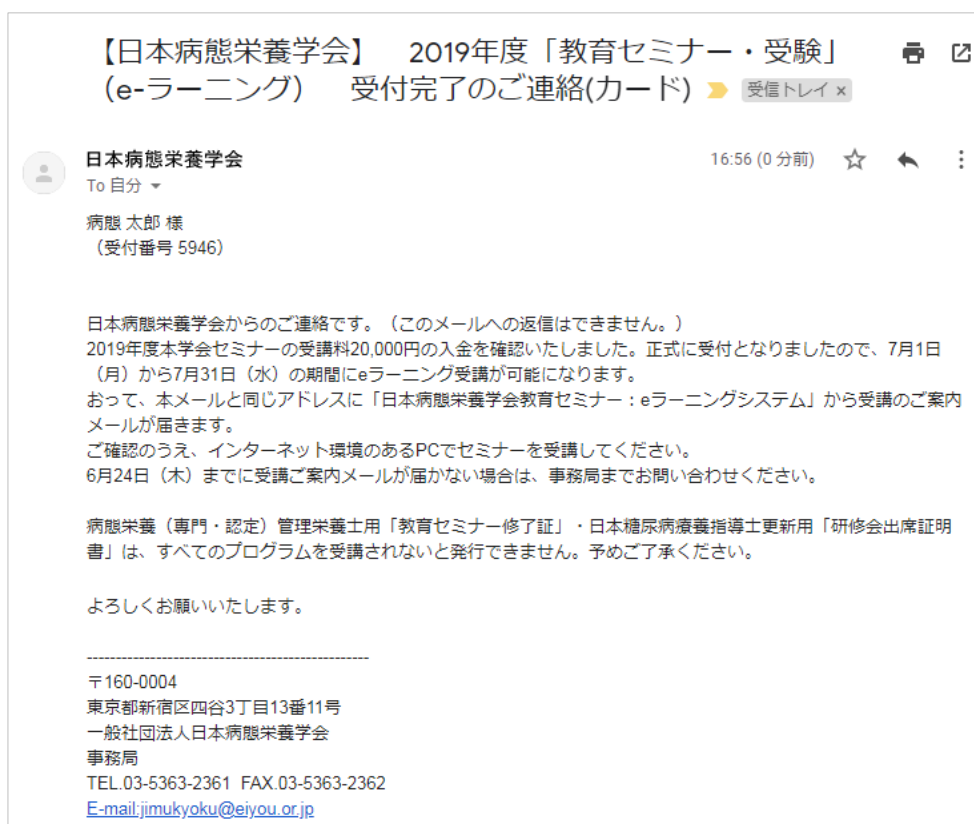 【日本病態栄養学会】　2019年度「教育セミナー・受験」
（e-ラーニング）　受付完了のご連絡(カード)
受信トレイ ×
日本病態栄養学会
16:56 (0 分前)
To 自分
病態 太郎 様
（受付番号 5946）
日本病態栄養学会からのご連絡です。（このメールへの返信はできません。）
2019年度本学会セミナーの受講料20,000円の入金を確認いたしました。正式に受付となりましたので、7月1日
（月）から7月31日（水）の期間にeラーニング受講が可能になります。
おって、本メールと同じアドレスに「日本病態栄養学会教育セミナー：eラーニングシステム」から受講のご案内
メールが届きます。
ご確認のうえ、インターネット環境のあるPCでセミナーを受講してください。
6月24日（木）までに受講ご案内メールが届かない場合は、事務局までお問い合わせください。
病態栄養（専門・認定）管理栄養士用「教育セミナー修了証」・日本糖尿病療養指導士更新用「研修会出席証明
書」は、すべてのプログラムを受講されないと発行できません。予めご了承ください。
よろしくお願いいたします。
------------------------------------------------
〒160-0004
東京都新宿区四谷3丁目13番11号
一般社団法人日本病態栄養学会
事務局
TEL.03-5363-2361 FAX.03-5363-2362
E-mail:jimukyoku@eiyou.or.jp